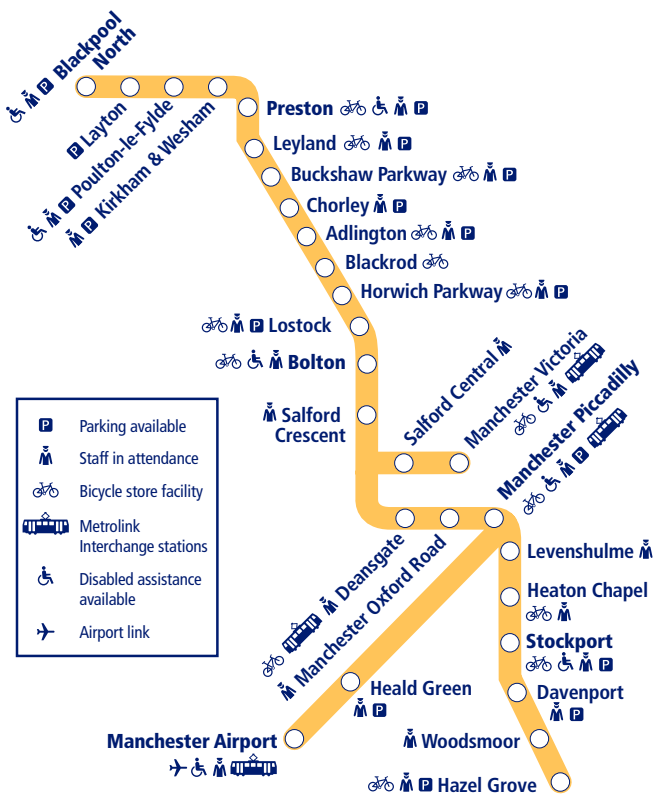 Blackpool
North
Layton
Poulton-le-Fylde
Kirkham & Wesham
Preston
Leyland
Buckshaw Parkway
Chorley
Adlington
Blackrod
Horwich Parkway
Lostock
Bolton
Salford
Crescent
Salford Central
Manchester Victoria
Manchester Piccadilly
Deansgate
Manchester Oxford Road
Levenshulme
Heaton Chapel
Stockport
Davenport
Woodsmoor
Hazel Grove
Heald Green
Manchester Airport
P Parking available
Staff in attendance
Bicycle store facility
Metrolink
Interchange stations
Disabled assistance
available
Airport link